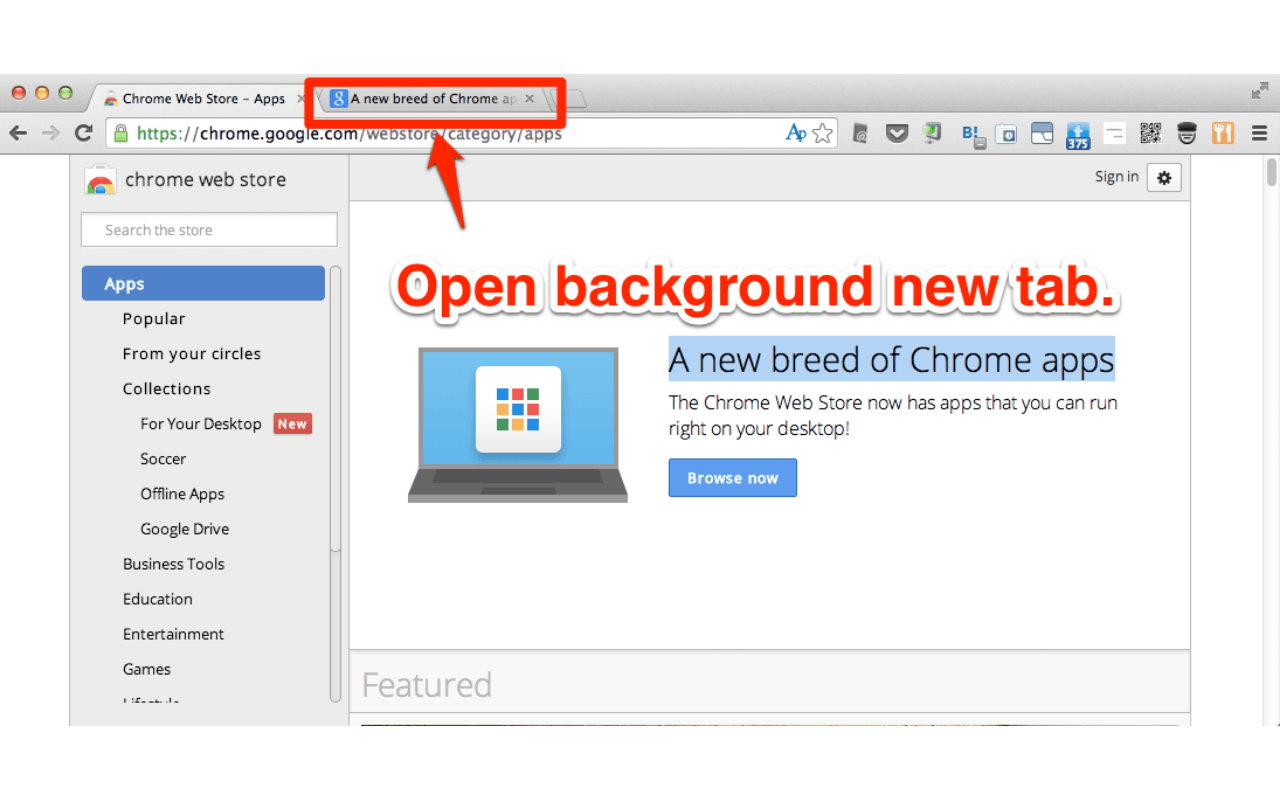 Chrome Web Store – Apps
A new breed of Chrome ap
https://chrome.google.com/webstore/category/apps
Ap
B!
375
chrome web store
Sign in
Search the store
Apps
Popular
From your circles
Collections
For Your Desktop New
Soccer
Offline Apps
Google Drive
Business Tools
Education
Entertainment
Games
Lifestyle
Open background new tab.
A new breed of Chrome apps
The Chrome Web Store now has apps that you can run
right on your desktop!
Browse now
Featured